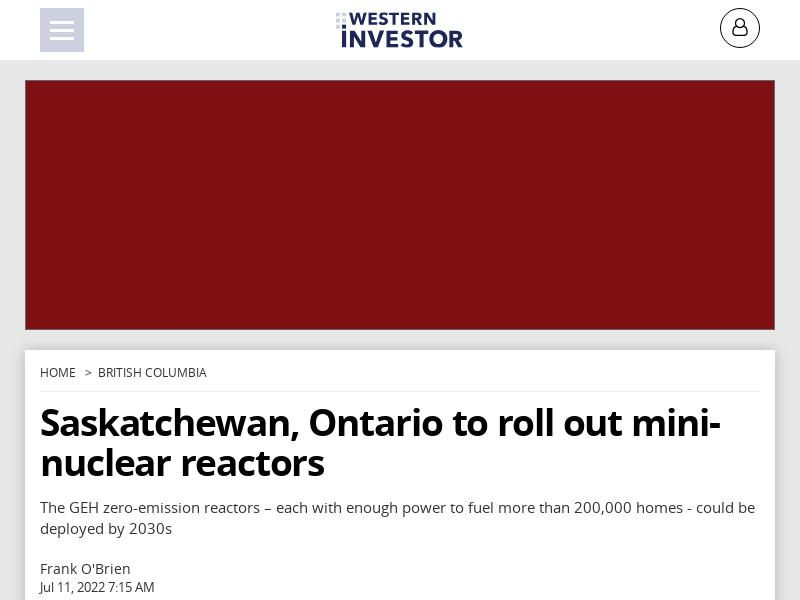 WESTERN
INVESTOR
HOME > BRITISH COLUMBIA
Saskatchewan, Ontario to roll out mini-
nuclear reactors
The GEH zero-emission reactors – each with enough power to fuel more than 200,000 homes - could be
deployed by 2030s
Frank O'Brien
Jul 11, 2022 7:15 AM